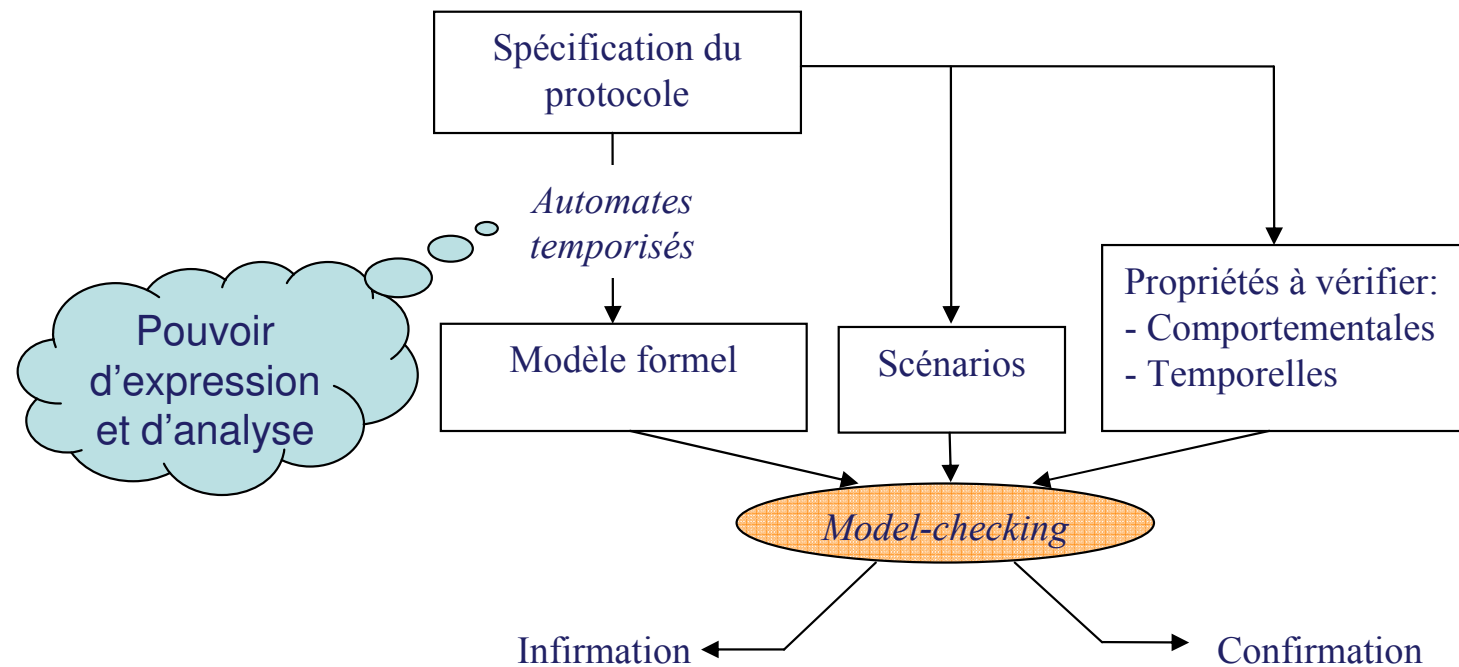 Spécification du
protocole
Automates
temporisés
Pouvoir
d'expression
et d'analyse
Modèle formel
Scénarios
Propriétés à vérifier:
- Comportementales
- Temporelles
Model-checking
Infirmation
Confirmation